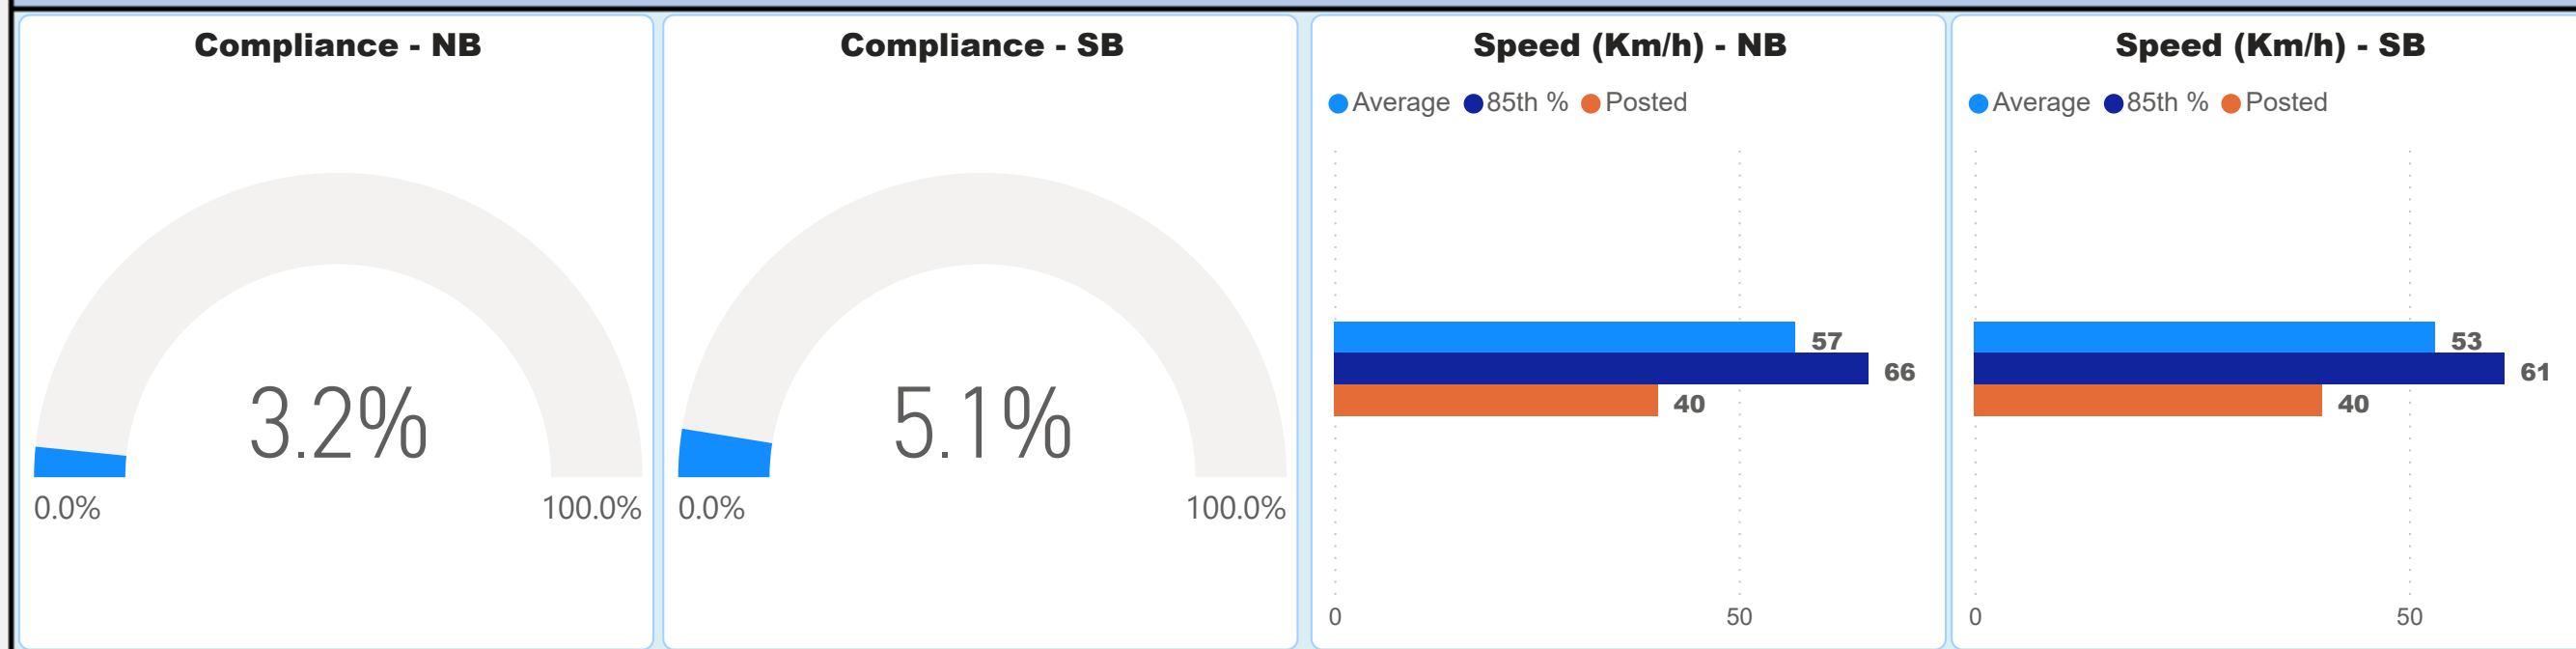 Compliance - NB
3.2%
0.0%
100.0%
Compliance - SB
5.1%
0.0%
100.0%
Speed (Km/h) - NB
Average 85th % Posted
57
66
40
0
50
Speed (Km/h) - SB
Average 85th % Posted
53
61
40
0
50